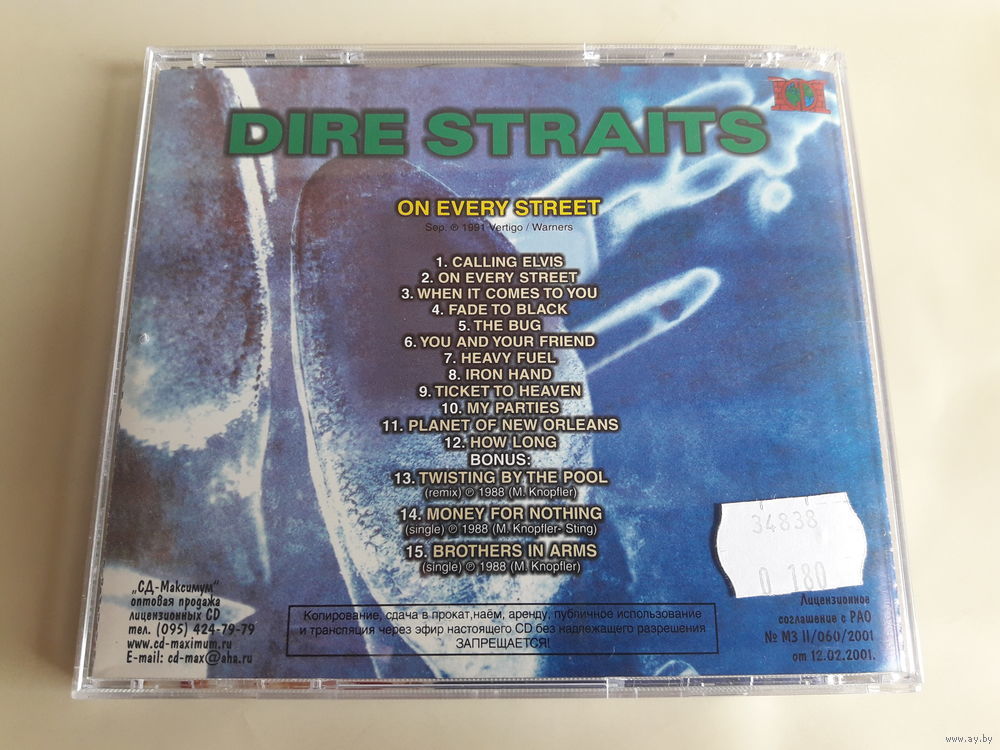 DIRE STRAITS
ON EVERY STREET
Sep. ℗ 1991 Vertigo / Warners
1. CALLING ELVIS
2. ON EVERY STREET
3. WHEN IT COMES TO YOU
4. FADE TO BLACK
5. THE BUG
6. YOU AND YOUR FRIEND
7. HEAVY FUEL
8. IRON HAND
9. TICKET TO HEAVEN
10. MY PARTIES
11. PLANET OF NEW ORLEANS
12. HOW LONG
BONUS:
13. TWISTING BY THE POOL
(remix) ℗ 1988 (M. Knopfler)
14. MONEY FOR NOTHING
(single) ℗ 1988 (M. Knopfler- Sting)
15. BROTHERS IN ARMS
(single) ℗ 1988 (M. Knopfler)
34838
0 180
„СД-Максимум"
оптовая продажа
лицензионных CD
тел. (095) 424-79-79
www.cd-maximum.ru
E-mail: cd-max@aha.ru
Копирование, сдача в прокат,наём, аренду, публичное использование
и трансляция через эфир настоящего CD без надлежащего разрешения
ЗАПРЕЩАЕТСЯ!
Лицензионное
соглашение с РАО
№ МЗ II/060/2001
от 12.02.2001.
www.ay.by